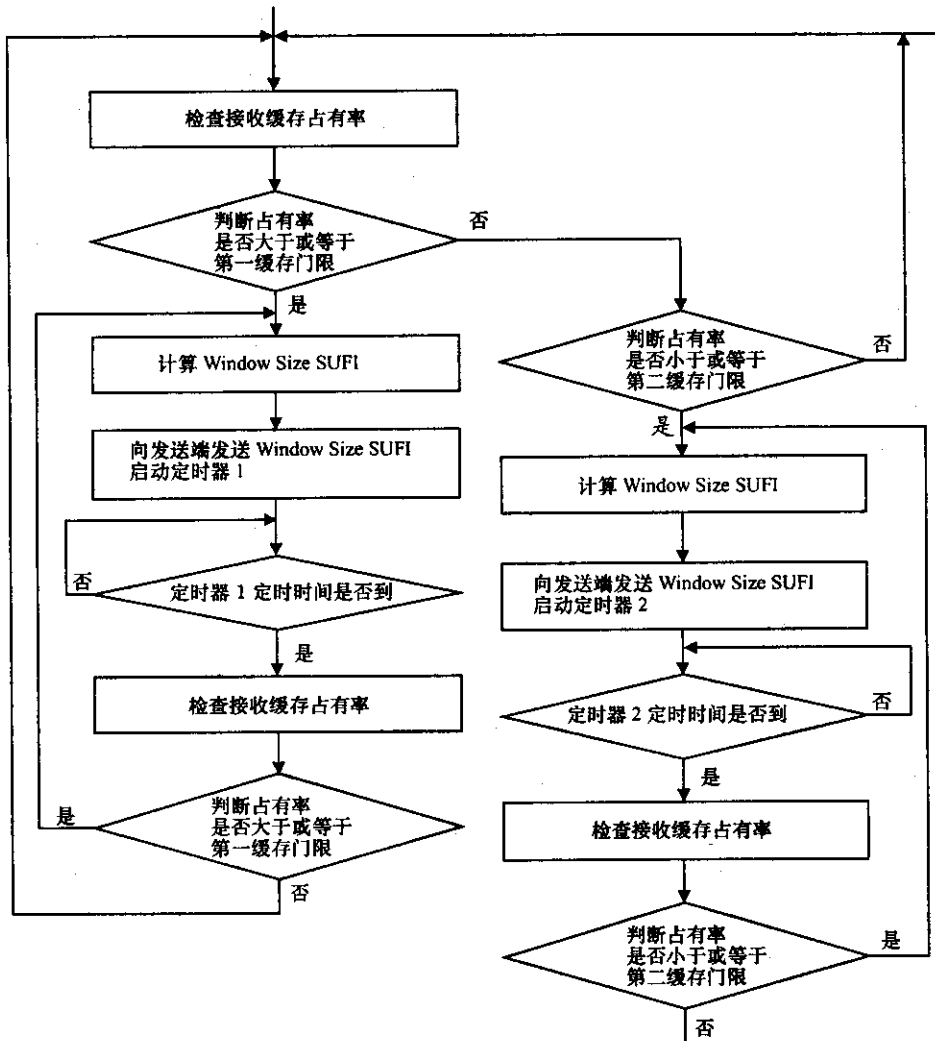 检查接收缓存占有率
判断占有率
是否大于或等于
第一缓存门限
否
是
计算 Window Size SUFI
向发送端发送 Window Size SUFI
启动定时器 1
否
定时器 1 定时时间是否到
是
检查接收缓存占有率
是
判断占有率
是否大于或等于
第一缓存门限
否
判断占有率
是否小于或等于
第二缓存门限
否
是
计算 Window Size SUFI
向发送端发送 Window Size SUFI
启动定时器 2
定时器 2 定时时间是否到
否
是
检查接收缓存占有率
判断占有率
是否小于或等于
第二缓存门限
是
否